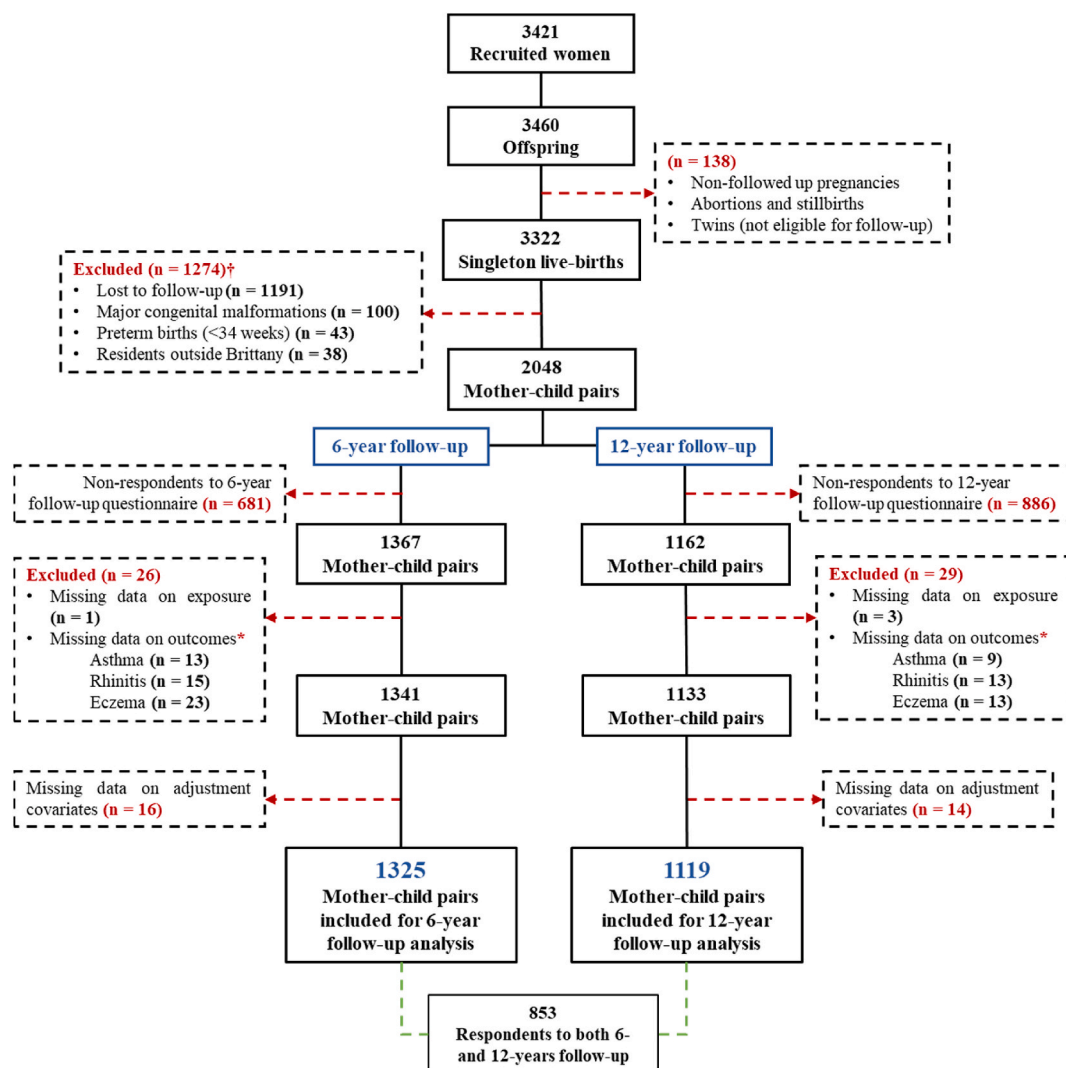 3421
Recruited women
3460
Offspring
(n = 138)
• Non-followed up pregnancies
• Abortions and stillbirths
• Twins (not eligible for follow-up)
3322
Singleton live-births
Excluded (n = 1274)†
• Lost to follow-up (n = 1191)
• Major congenital malformations (n = 100)
• Preterm births (<34 weeks) (n = 43)
• Residents outside Brittany (n = 38)
2048
Mother-child pairs
6-year follow-up
12-year follow-up
Non-respondents to 6-year
follow-up questionnaire (n = 681)
Non-respondents to 12-year
follow-up questionnaire (n = 886)
1367
Mother-child pairs
1162
Mother-child pairs
Excluded (n = 26)
• Missing data on exposure
(n = 1)
• Missing data on outcomes*
Asthma (n = 13)
Rhinitis (n = 15)
Eczema (n = 23)
Excluded (n = 29)
• Missing data on exposure
(n = 3)
• Missing data on outcomes*
Asthma (n = 9)
Rhinitis (n = 13)
Eczema (n = 13)
1341
Mother-child pairs
1133
Mother-child pairs
Missing data on adjustment
covariates (n = 16)
Missing data on adjustment
covariates (n = 14)
1325
Mother-child pairs
included for 6-year
follow-up analysis
1119
Mother-child pairs
included for 12-year
follow-up analysis
853
Respondents to both 6-
and 12-years follow-up